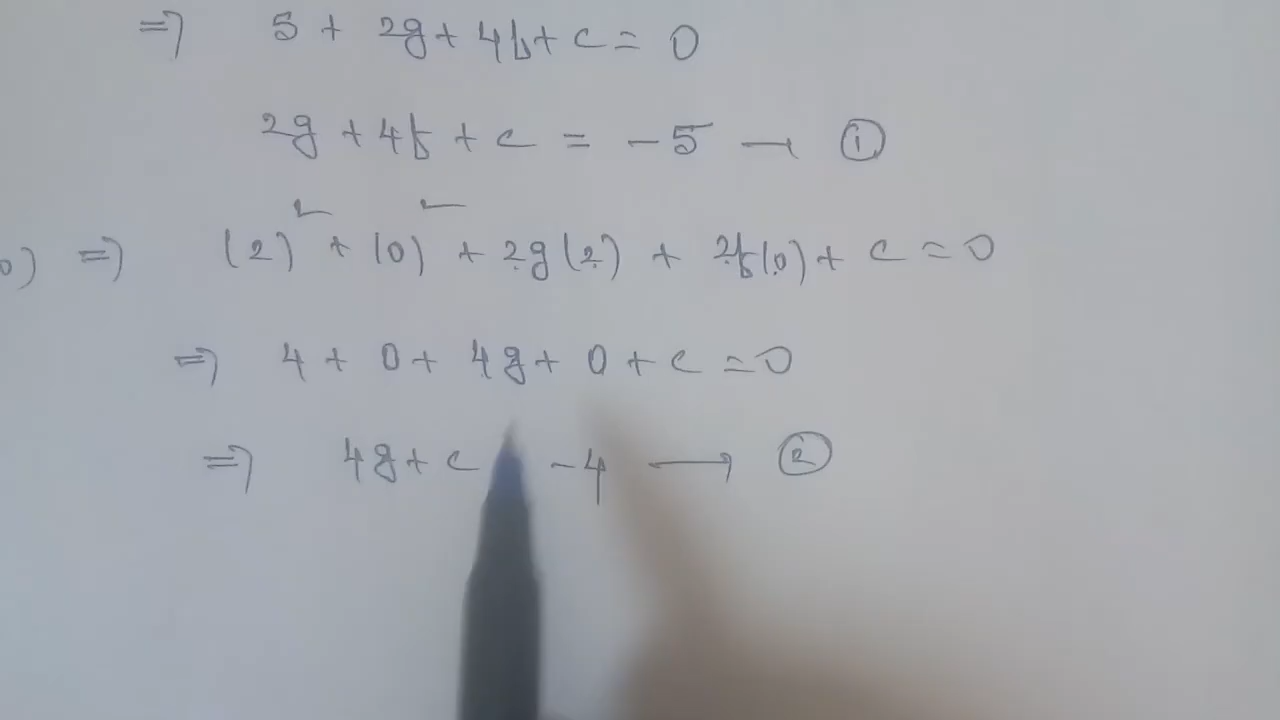 ⇒ 5 + 2g + 4f + c = 0
2g + 4f + c = -5 → ①
0) ⇒ (2)² + (0)² + 2g(2) + 2f(0) + c = 0
⇒ 4 + 0 + 4g + 0 + c = 0
⇒ 4g + c -4 → ②